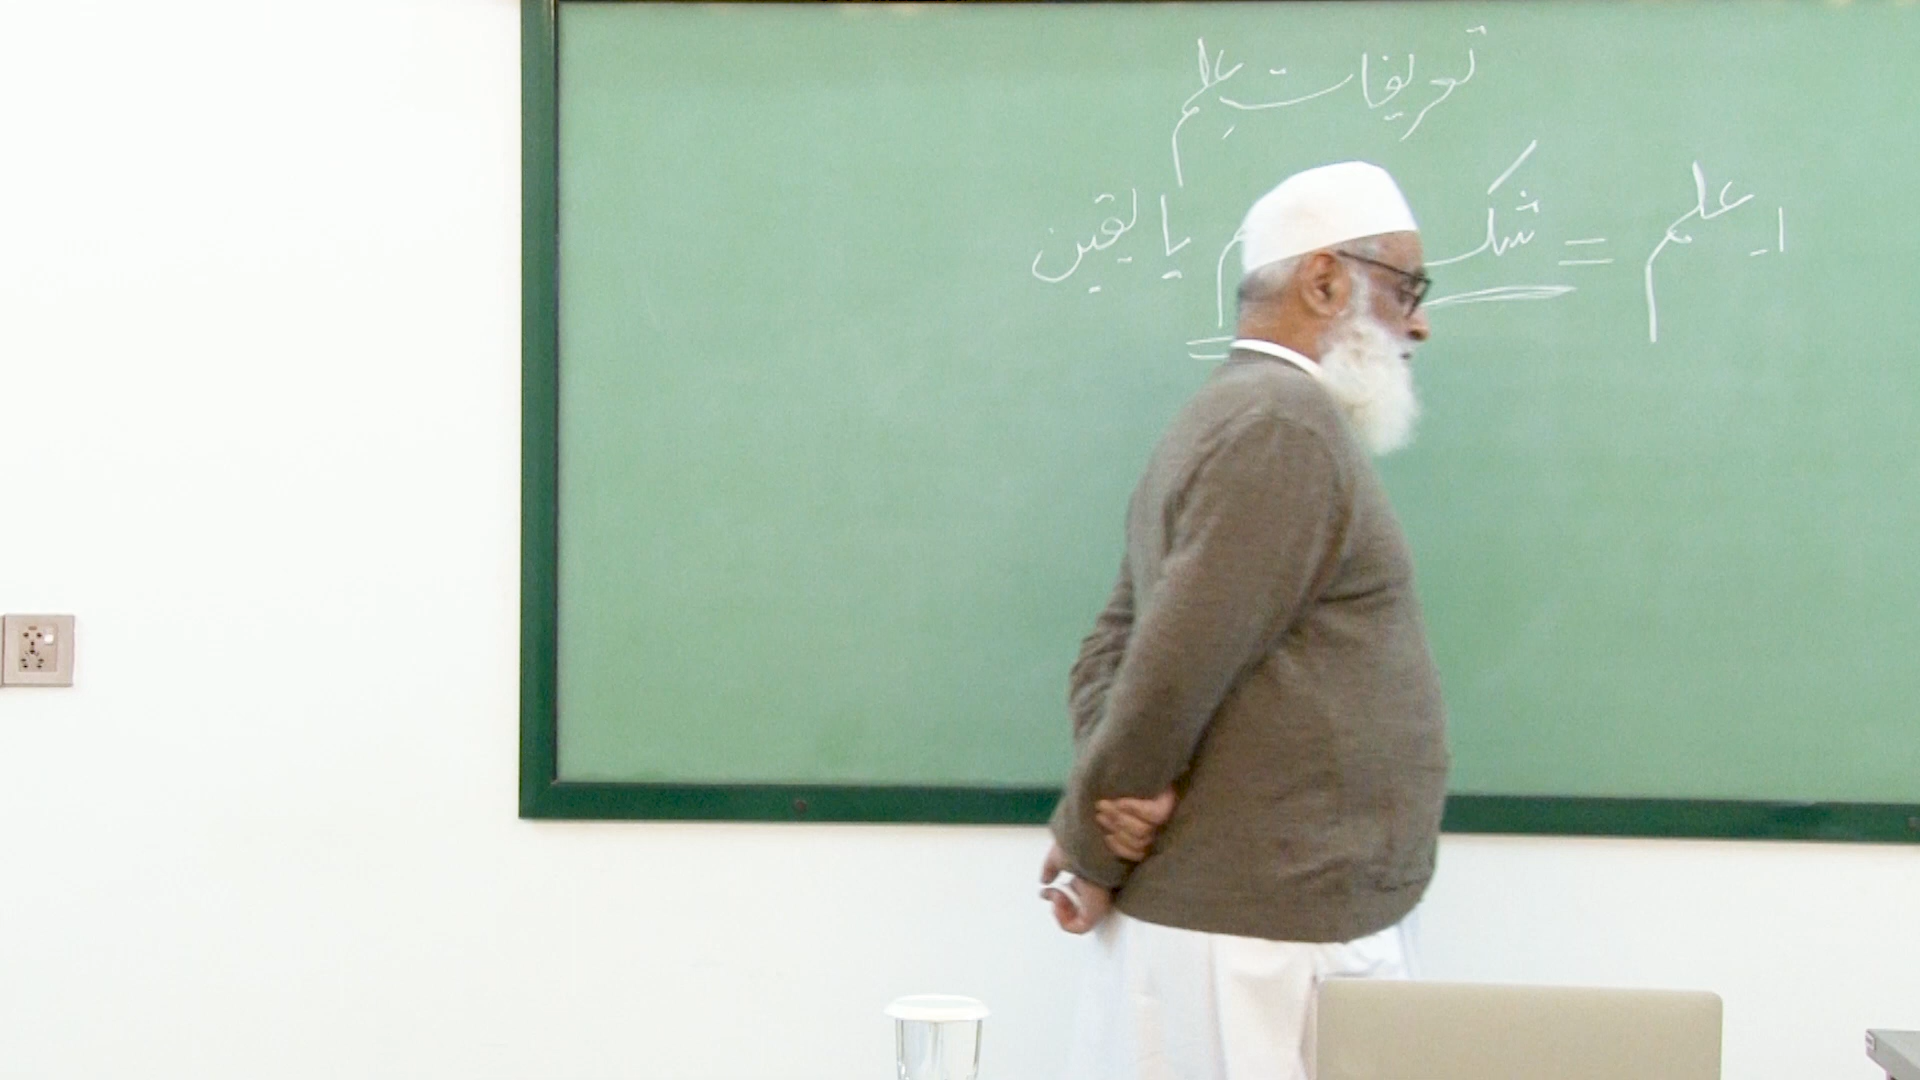 تعریفاتِ علم
۱۔ علم = شک یا یقین